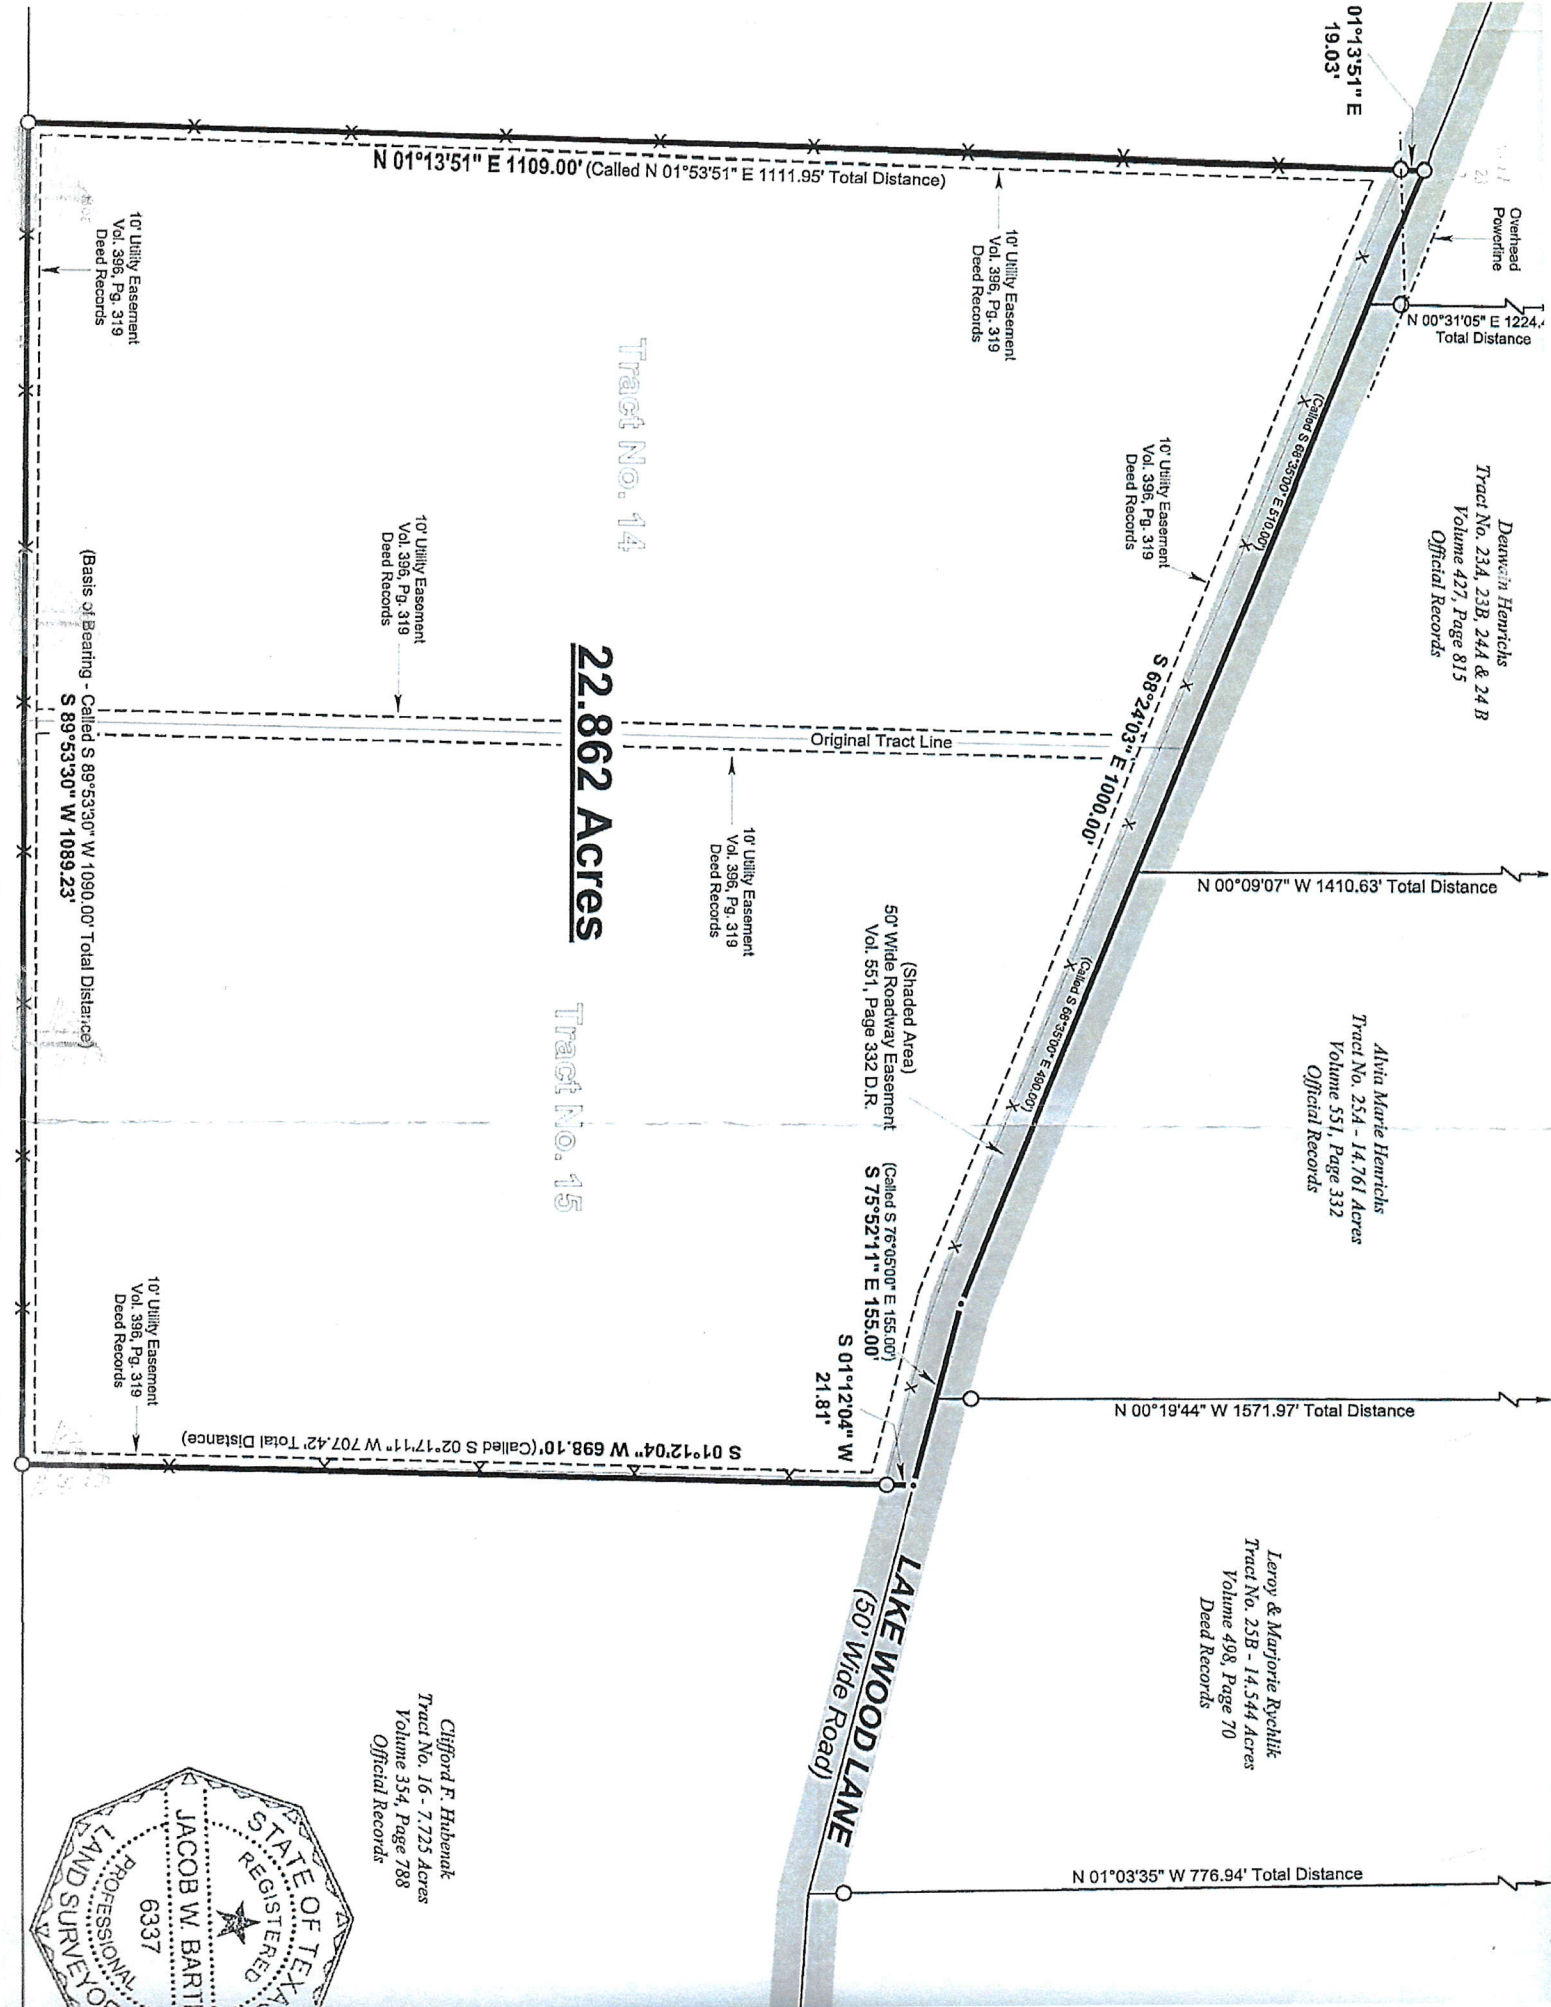 01°13'51" E
19.03'
Overhead
Powerline
N 00°31'05" E 1224.4
Total Distance
N 01°13'51" E 1109.00' (Called N 01°53'51" E 1111.95' Total Distance)
10' Utility Easement
Vol. 396, Pg. 319
Deed Records
10' Utility Easement
Vol. 396, Pg. 319
Deed Records
Tract No. 14
(Called S 68°35'00" E 510.00')
Deuwain Henrichs
Tract No. 23A, 23B, 24A & 24 B
Volume 427, Page 815
Official Records
10' Utility Easement
Vol. 396, Pg. 319
Deed Records
S 68°24'03" E 1000.00'
10' Utility Easement
Vol. 396, Pg. 319
Deed Records
Original Tract Line
22.862 Acres
10' Utility Easement
Vol. 396, Pg. 319
Deed Records
N 00°09'07" W 1410.63' Total Distance
(Basis of Bearing - Called S 89°53'30" W 1090.00' Total Distance)
S 89°53'30" W 1089.23'
(Shaded Area)
50' Wide Roadway Easement
Vol. 551, Page 332 D.R.
(Called S 68°35'00" E 490.00')
Alvia Marie Henrichs
Tract No. 25A - 14.761 Acres
Volume 551, Page 332
Official Records
Tract No. 15
(Called S 76°05'00" E 155.00')
S 75°52'11" E 155.00'
S 01°12'04" W
21.81'
N 00°19'44" W 1571.97' Total Distance
10' Utility Easement
Vol. 396, Pg. 319
Deed Records
S 01°12'04" W 698.10' (Called S 02°17'11" W 707.42' Total Distance)
LAKE WOOD LANE
(50' Wide Road)
Leroy & Marjorie Rychlik
Tract No. 25B - 14.544 Acres
Volume 498, Page 70
Deed Records
N 01°03'35" W 776.94' Total Distance
Clifford F. Hubenak
Tract No. 16 - 7.725 Acres
Volume 354, Page 788
Official Records
STATE OF TEXAS
REGISTERED
JACOB W. BART
6337
PROFESSIONAL
LAND SURVEYOR